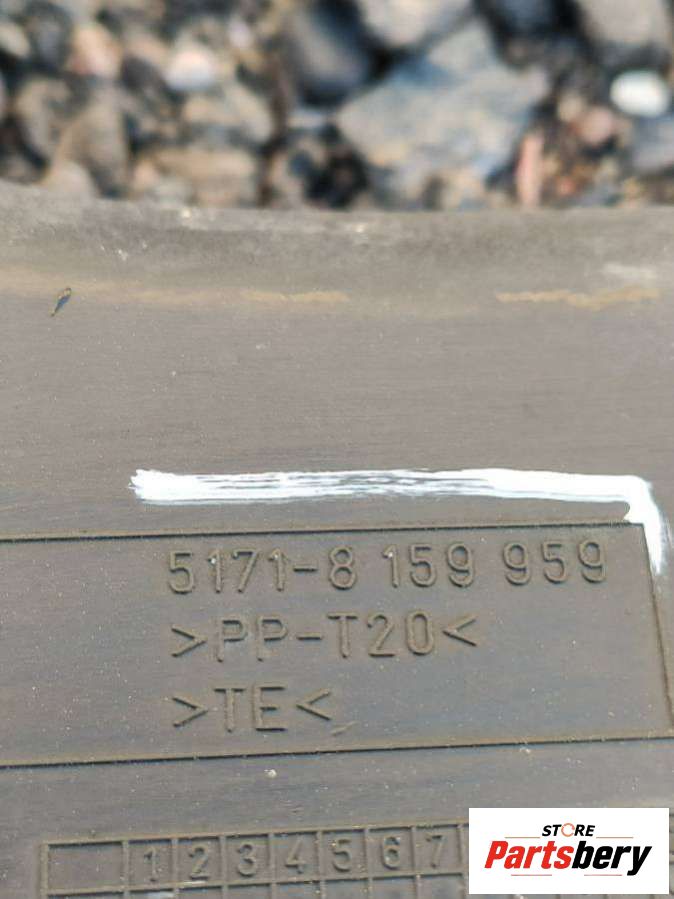 5171-8 159 959
>PP-T20<
>TE<
1 2 3 4 5 6 7
STORE
Partsbery